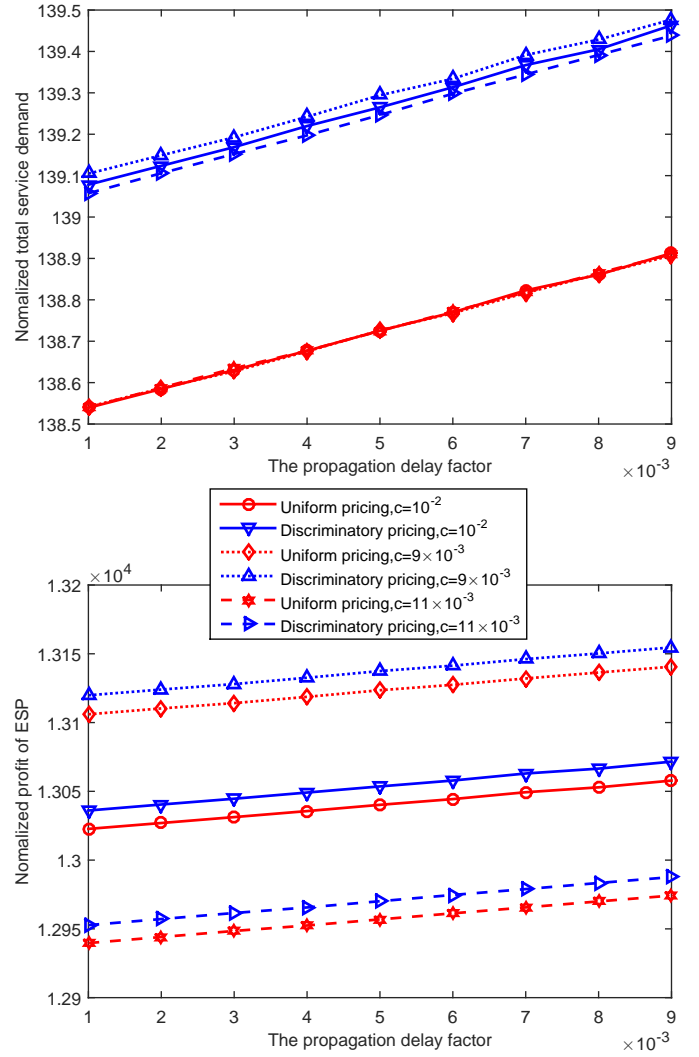 139.5
139.4
139.3
139.2
139.1
139
138.9
138.8
138.7
138.6
138.5
Nomalized total service demand
1 2 3 4 5 6 7 8 9
The propagation delay factor
×10⁻³
Uniform pricing,c=10⁻²
Discriminatory pricing,c=10⁻²
Uniform pricing,c=9×10⁻³
Discriminatory pricing,c=9×10⁻³
Uniform pricing,c=11×10⁻³
Discriminatory pricing,c=11×10⁻³
×10⁴
1.32
1.315
1.31
1.305
1.3
1.295
1.29
Nomalized profit of ESP
1 2 3 4 5 6 7 8 9
The propagation delay factor
×10⁻³